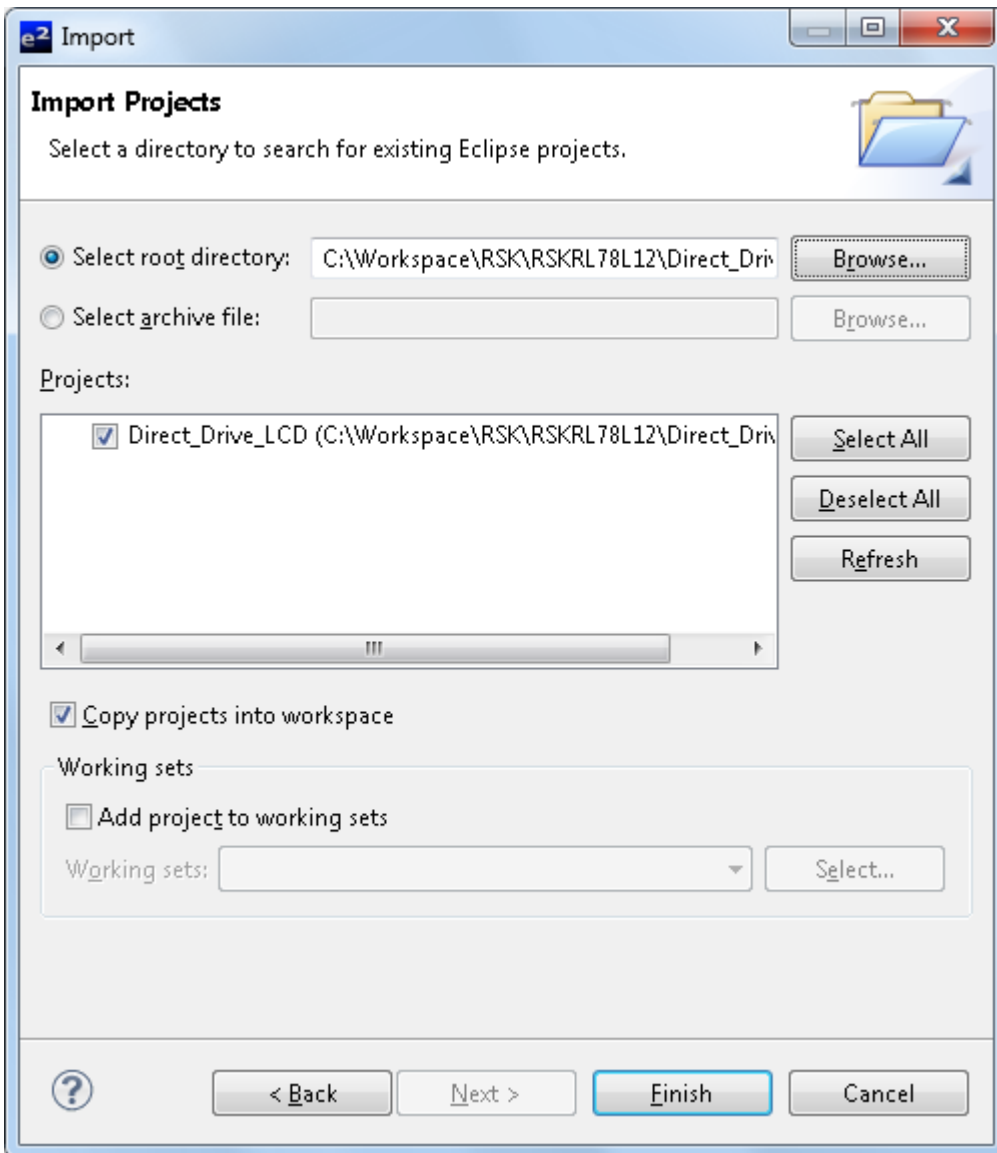 e² Import
Import Projects
Select a directory to search for existing Eclipse projects.
Select root directory: C:\Workspace\RSK\RSKRL78L12\Direct_Driv Browse...
Select archive file: Browse...
Projects:
Direct_Drive_LCD (C:\Workspace\RSK\RSKRL78L12\Direct_Driv
Select All
Deselect All
Refresh
Copy projects into workspace
Working sets
Add project to working sets
Working sets: Select...
? < Back Next > Finish Cancel